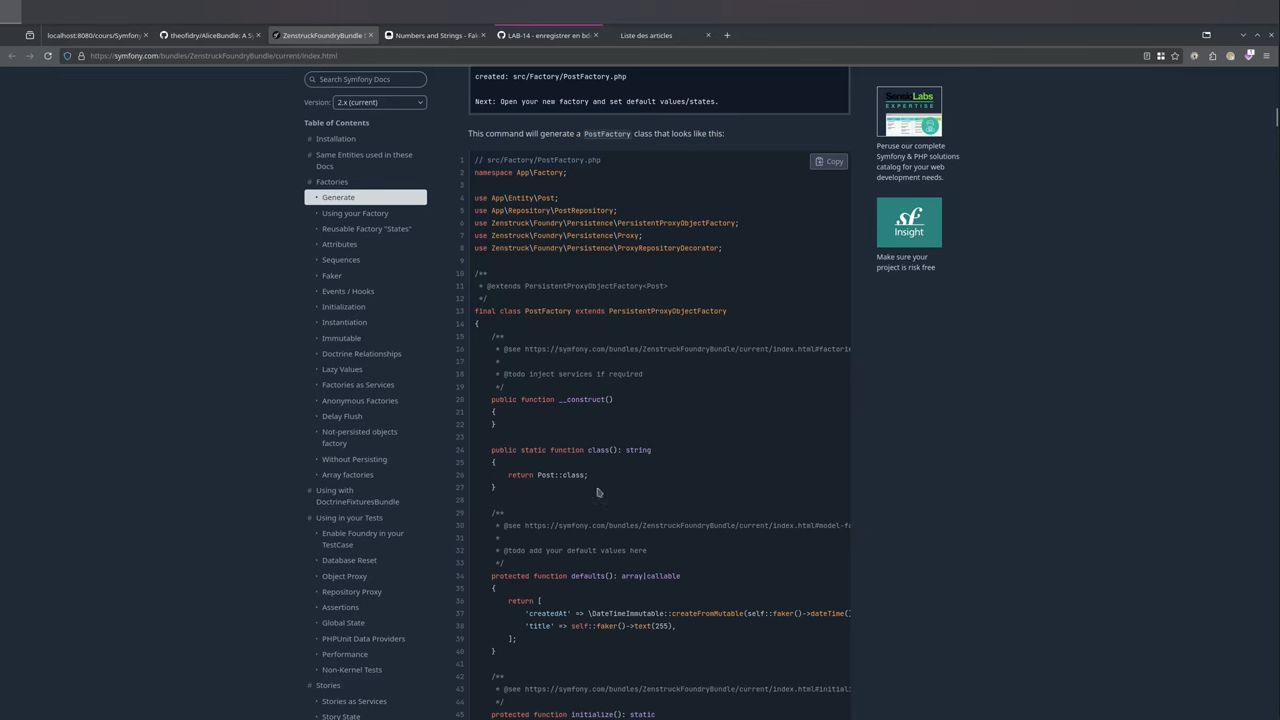 localhost:8080/cours/Symfony
theofidry/AliceBundle: A S
ZenstruckFoundryBundle
Numbers and Strings - Fak
LAB-14 - enregistrer en bd
Liste des articles
https://symfony.com/bundles/ZenstruckFoundryBundle/current/index.html
Search Symfony Docs
Version:
2.x (current)
Table of Contents
Installation
Same Entities used in these
Docs
Factories
Generate
Using your Factory
Reusable Factory "States"
Attributes
Sequences
Faker
Events / Hooks
Initialization
Instantiation
Immutable
Doctrine Relationships
Lazy Values
Factories as Services
Anonymous Factories
Delay Flush
Not-persisted objects
factory
Without Persisting
Array factories
Using with
DoctrineFixturesBundle
Using in your Tests
Enable Foundry in your
TestCase
Database Reset
Object Proxy
Repository Proxy
Assertions
Global State
PHPUnit Data Providers
Performance
Non-Kernel Tests
Stories
Stories as Services
Story State
created: src/Factory/PostFactory.php
Next: Open your new factory and set default values/states.
This command will generate a PostFactory class that looks like this:
Copy
1 // src/Factory/PostFactory.php
2 namespace App\Factory;
3
4 use App\Entity\Post;
5 use App\Repository\PostRepository;
6 use Zenstruck\Foundry\Persistence\PersistentProxyObjectFactory;
7 use Zenstruck\Foundry\Persistence\Proxy;
8 use Zenstruck\Foundry\Persistence\ProxyRepositoryDecorator;
9
10 /**
11 * @extends PersistentProxyObjectFactory<Post>
12 */
13 final class PostFactory extends PersistentProxyObjectFactory
14 {
15 /**
16 * @see https://symfony.com/bundles/ZenstruckFoundryBundle/current/index.html#factorie
17 *
18 * @todo inject services if required
19 */
20 public function __construct()
21 {
22 }
23
24 public static function class(): string
25 {
26 return Post::class;
27 }
28
29 /**
30 * @see https://symfony.com/bundles/ZenstruckFoundryBundle/current/index.html#model-fa
31 *
32 * @todo add your default values here
33 */
34 protected function defaults(): array|callable
35 {
36 return [
37 'createdAt' => \DateTimeImmutable::createFromMutable(self::faker()->dateTime()
38 'title' => self::faker()->text(255),
39 ];
40 }
41
42 /**
43 * @see https://symfony.com/bundles/ZenstruckFoundryBundle/current/index.html#initiali
44 */
45 protected function initialize(): static
SensioLabs
EXPERTISE
Peruse our complete
Symfony & PHP solutions
catalog for your web
development needs.
sf
Insight
Make sure your
project is risk free